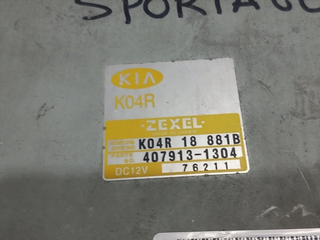 SPORTAGE
KIA
K04R
-ZEXEL-
K04R 18 881B
407913-1304
DC12V 76211